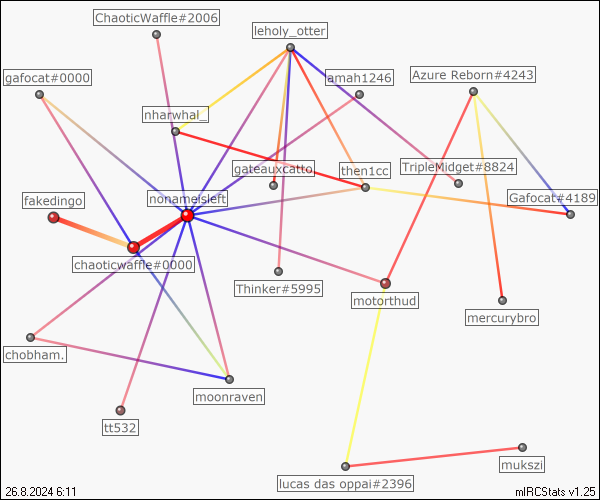 ChaoticWaffle#2006
leholy_otter
gafocat#0000
amah1246
Azure Reborn#4243
nharwhal_
gateauxcatto
then1cc
TripleMidget#8824
fakedingo
nonameisleft
Gafocat#4189
chaoticwaffle#0000
Thinker#5995
motorthud
mercurybro
chobham.
moonraven
tt532
mukszi
lucas das oppai#2396
26.8.2024 6:11
mIRCStats v1.25